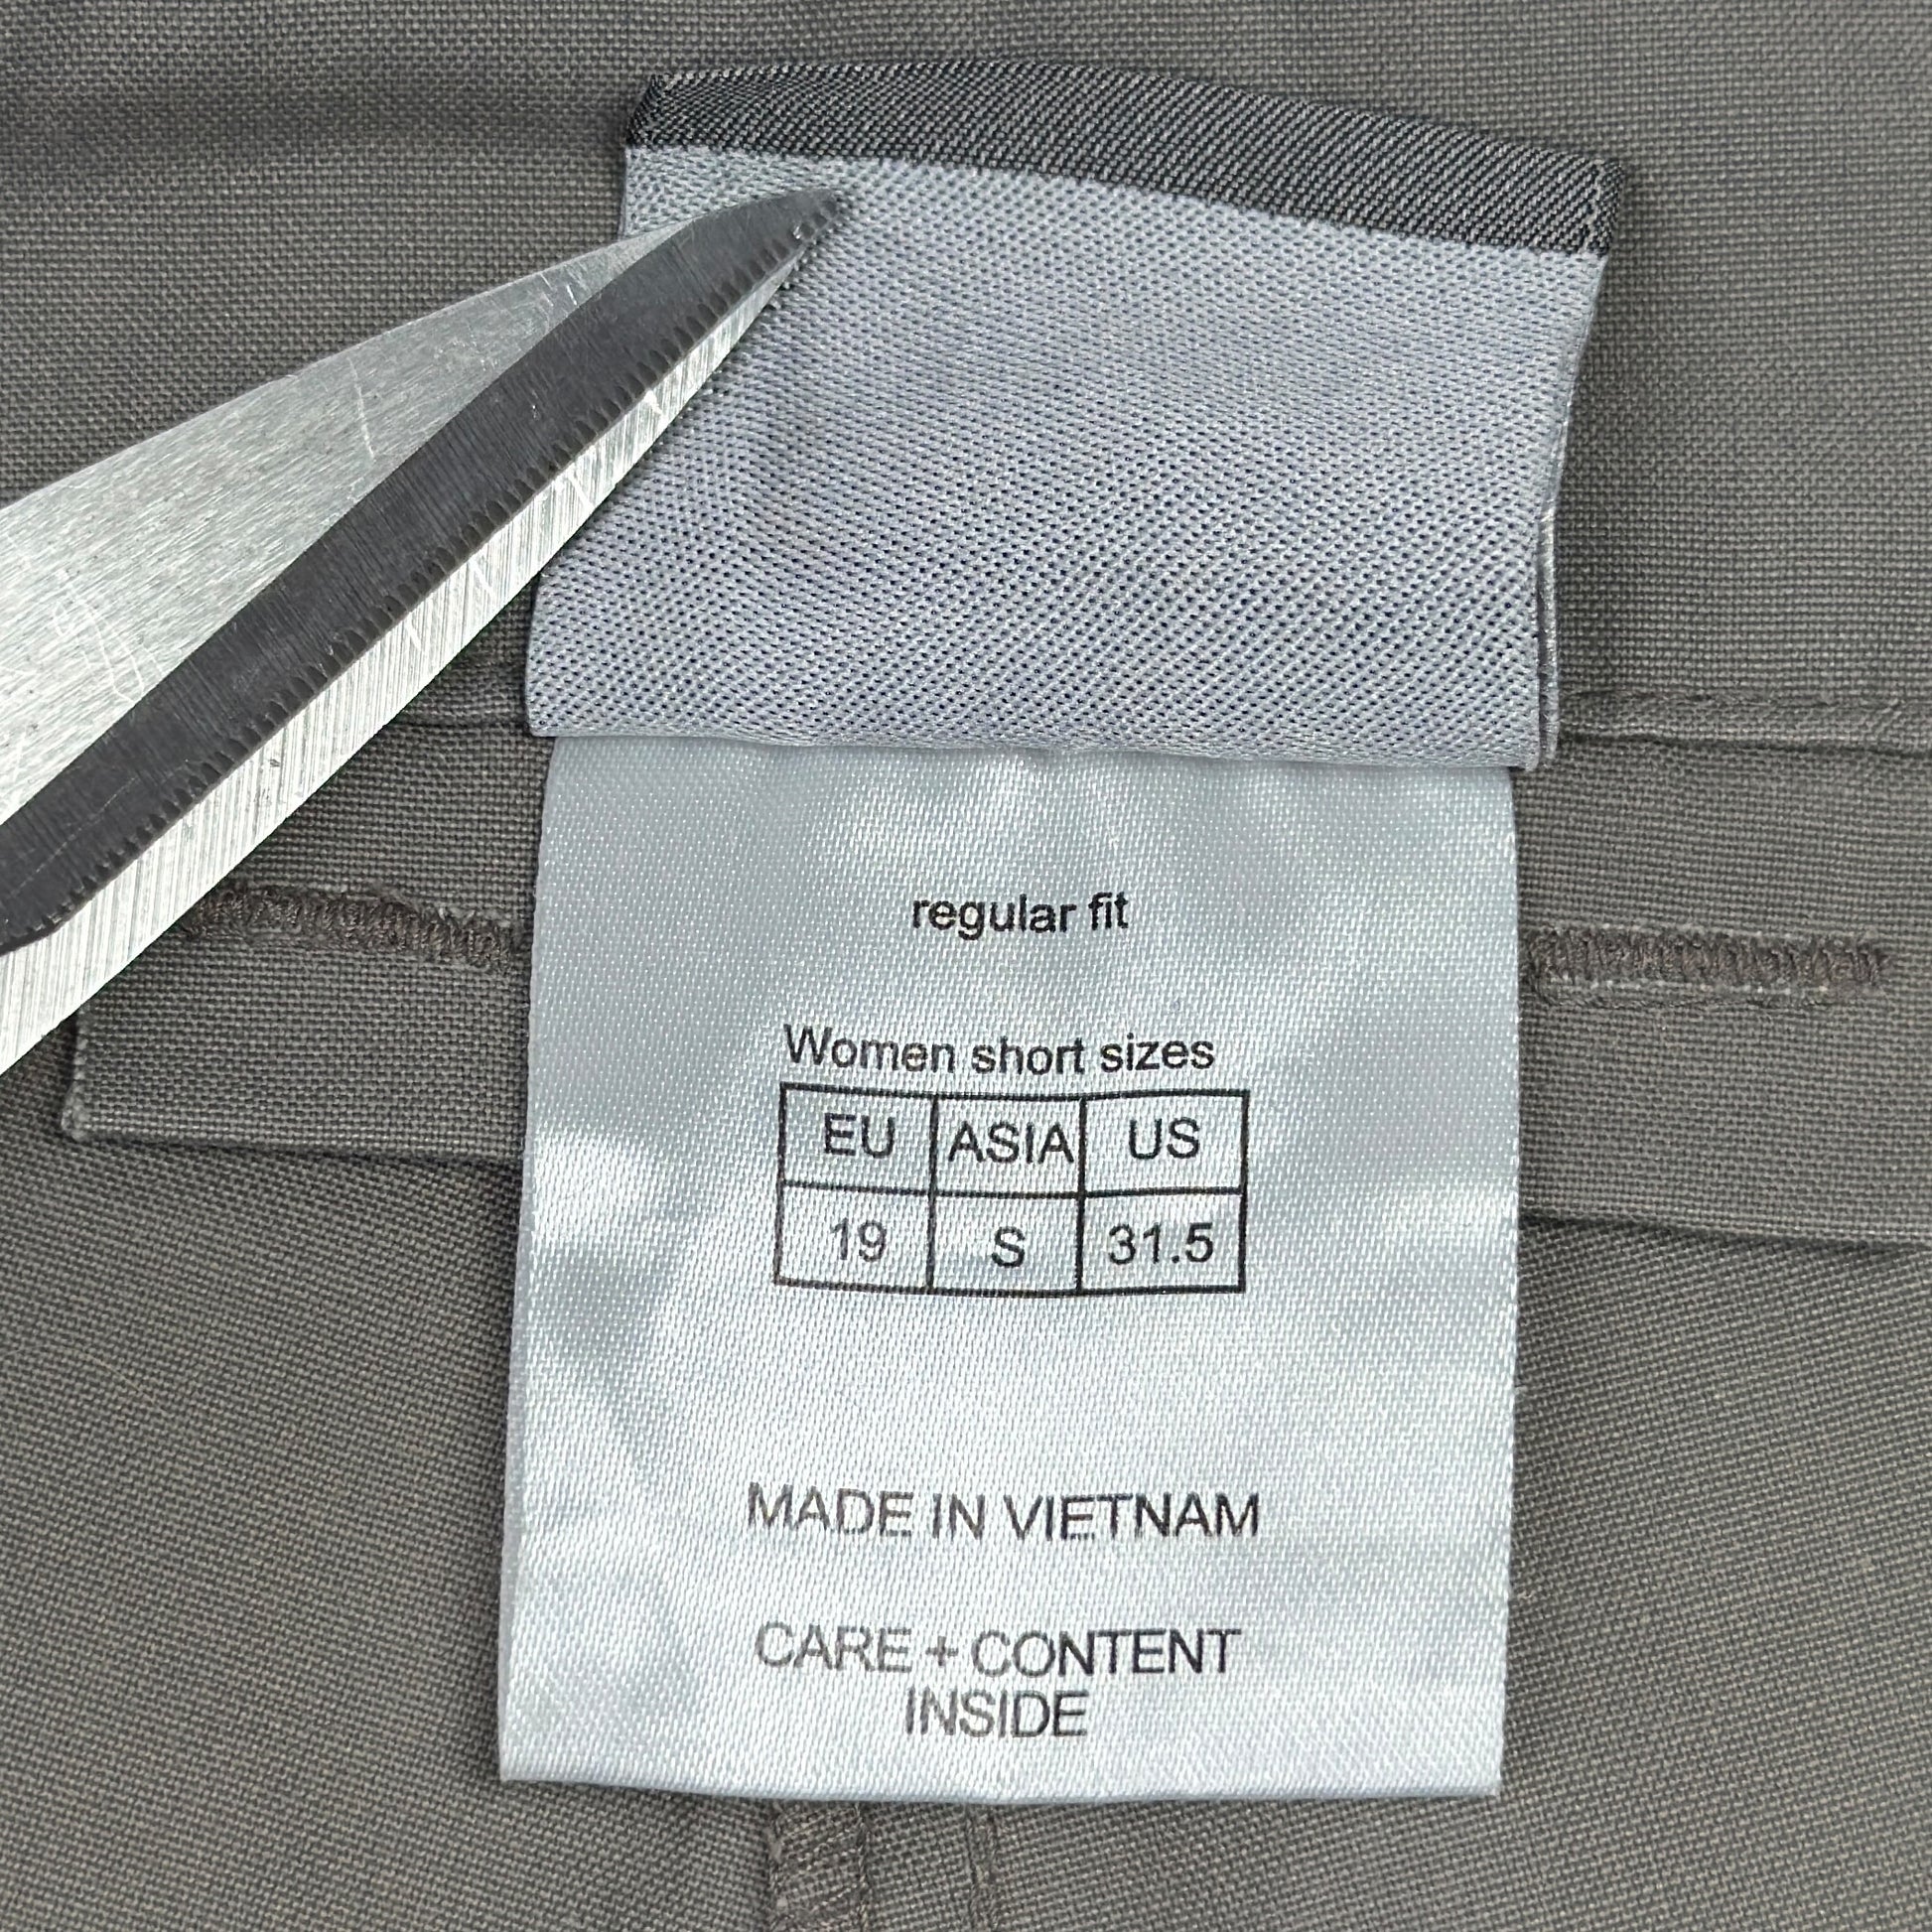 regular fit
Women short sizes
EU ASIA US
19 S 31.5
MADE IN VIETNAM
CARE + CONTENT
INSIDE